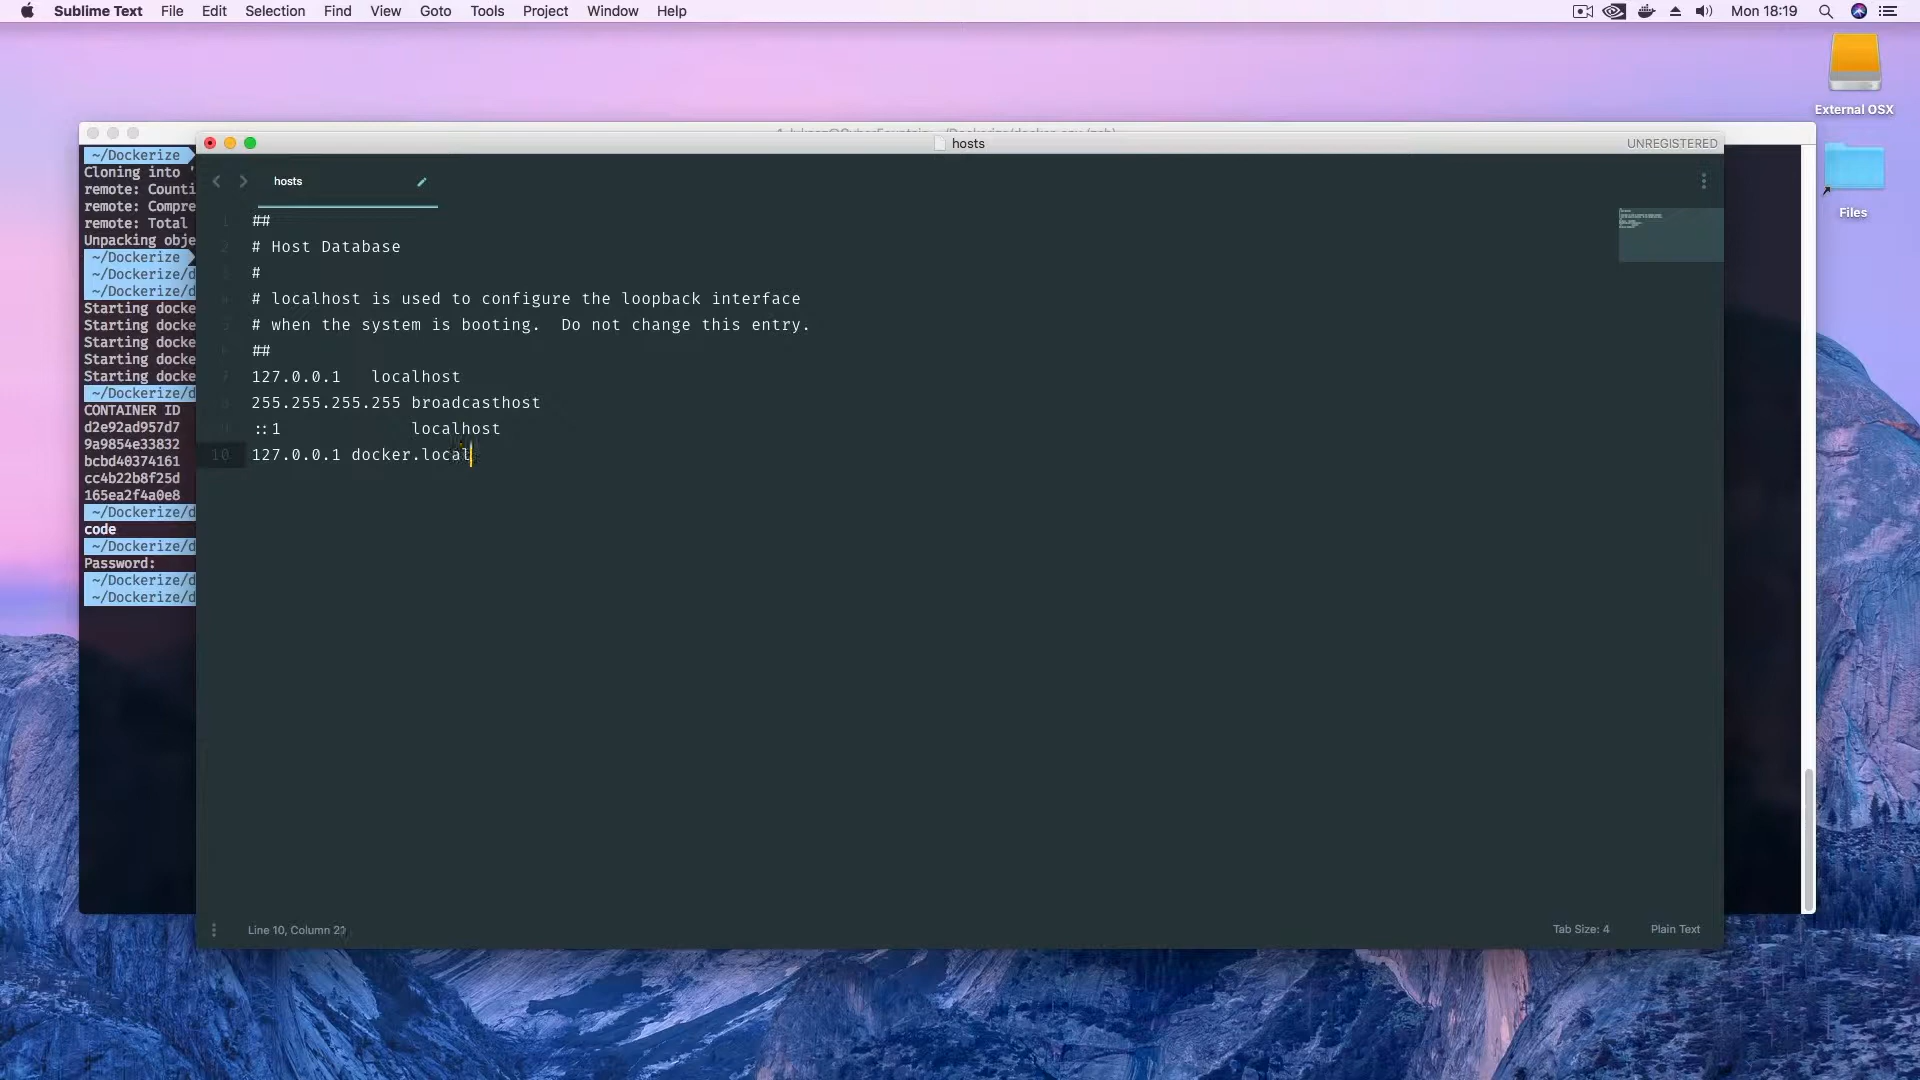 Sublime Text File Edit Selection Find View Goto Tools Project Window Help
Mon 18:19
External OSX
Files
~/Dockerize
Cloning into '
remote: Counti
remote: Compre
remote: Total
Unpacking obje
~/Dockerize
~/Dockerize/d
~/Dockerize/d
Starting docke
Starting docke
Starting docke
Starting docke
Starting docke
~/Dockerize/d
CONTAINER ID
d2e92ad957d7
9a9854e33832
bcbd40374161
cc4b22b8f25d
165ea2f4a0e8
~/Dockerize/d
code
~/Dockerize/d
Password:
~/Dockerize/d
~/Dockerize/d
hosts
UNREGISTERED
hosts
1 ##
2 # Host Database
3 #
4 # localhost is used to configure the loopback interface
5 # when the system is booting.  Do not change this entry.
6 ##
7 127.0.0.1   localhost
8 255.255.255.255 broadcasthost
9 ::1             localhost
10 127.0.0.1 docker.local
Line 10, Column 21
Tab Size: 4
Plain Text